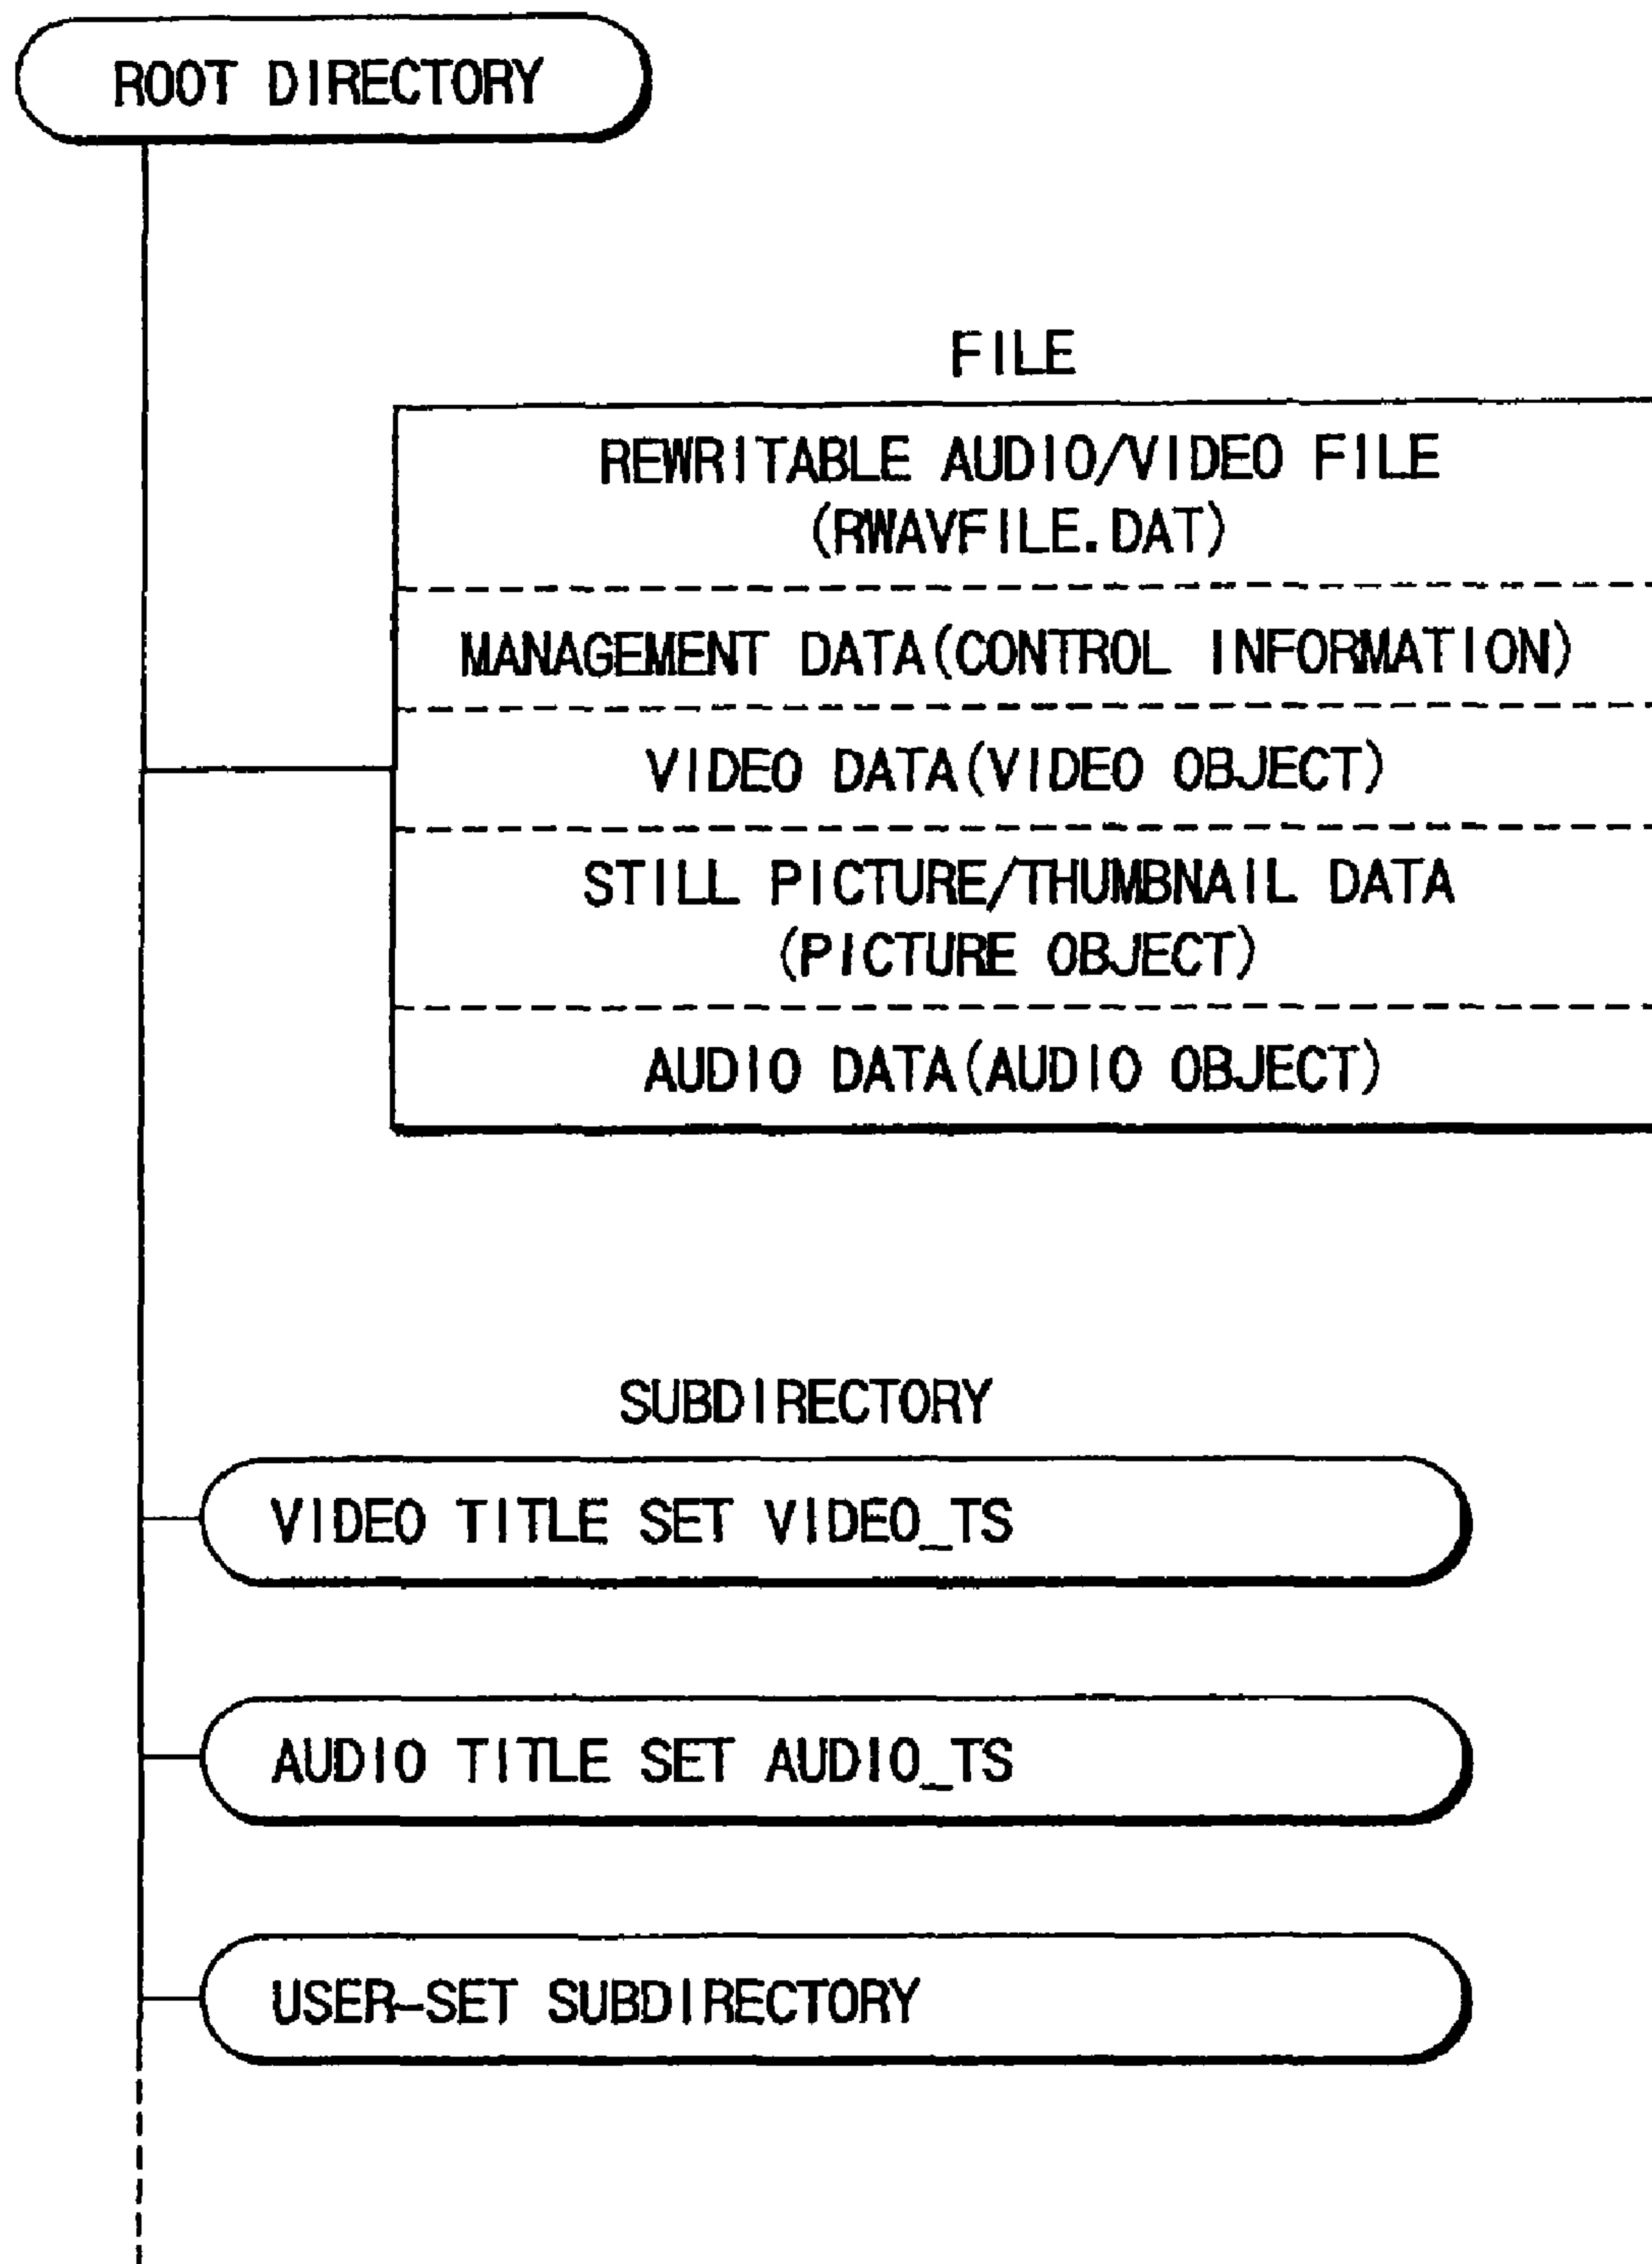 ROOT DIRECTORY
FILE
REWRITABLE AUDIO/VIDEO FILE
(RWAVFILE.DAT)
MANAGEMENT DATA(CONTROL INFORMATION)
VIDEO DATA(VIDEO OBJECT)
STILL PICTURE/THUMBNAIL DATA
(PICTURE OBJECT)
AUDIO DATA(AUDIO OBJECT)
SUBDIRECTORY
VIDEO TITLE SET VIDEO_TS
AUDIO TITLE SET AUDIO_TS
USER-SET SUBDIRECTORY